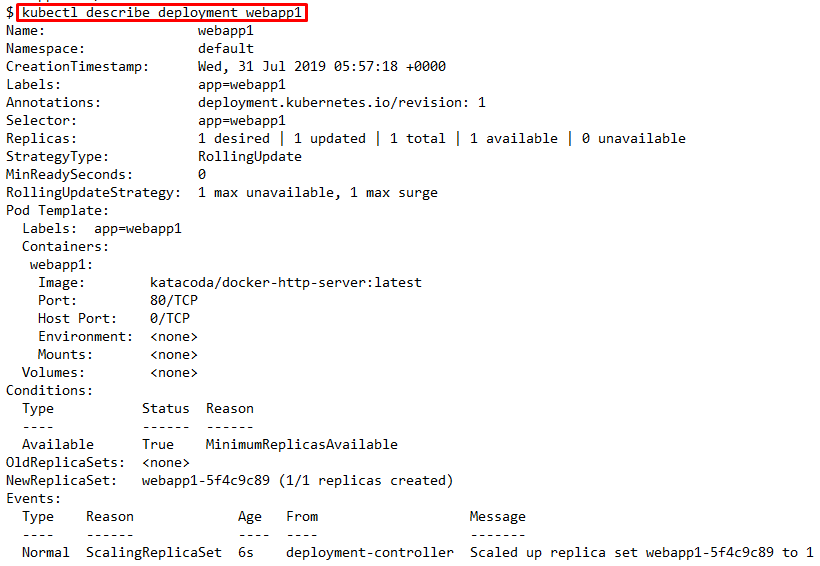 $ kubectl describe deployment webapp1
Name:                   webapp1
Namespace:              default
CreationTimestamp:      Wed, 31 Jul 2019 05:57:18 +0000
Labels:                 app=webapp1
Annotations:            deployment.kubernetes.io/revision: 1
Selector:               app=webapp1
Replicas:               1 desired | 1 updated | 1 total | 1 available | 0 unavailable
StrategyType:           RollingUpdate
MinReadySeconds:        0
RollingUpdateStrategy:  1 max unavailable, 1 max surge
Pod Template:
  Labels:  app=webapp1
  Containers:
   webapp1:
    Image:        katacoda/docker-http-server:latest
    Port:         80/TCP
    Host Port:    0/TCP
    Environment:  <none>
    Mounts:       <none>
  Volumes:        <none>
Conditions:
  Type           Status  Reason
  ----           ------  ------
  Available      True    MinimumReplicasAvailable
OldReplicaSets:  <none>
NewReplicaSet:   webapp1-5f4c9c89 (1/1 replicas created)
Events:
  Type    Reason             Age   From                   Message
  ----    ------             ----  ----                   -------
  Normal  ScalingReplicaSet  6s    deployment-controller  Scaled up replica set webapp1-5f4c9c89 to 1